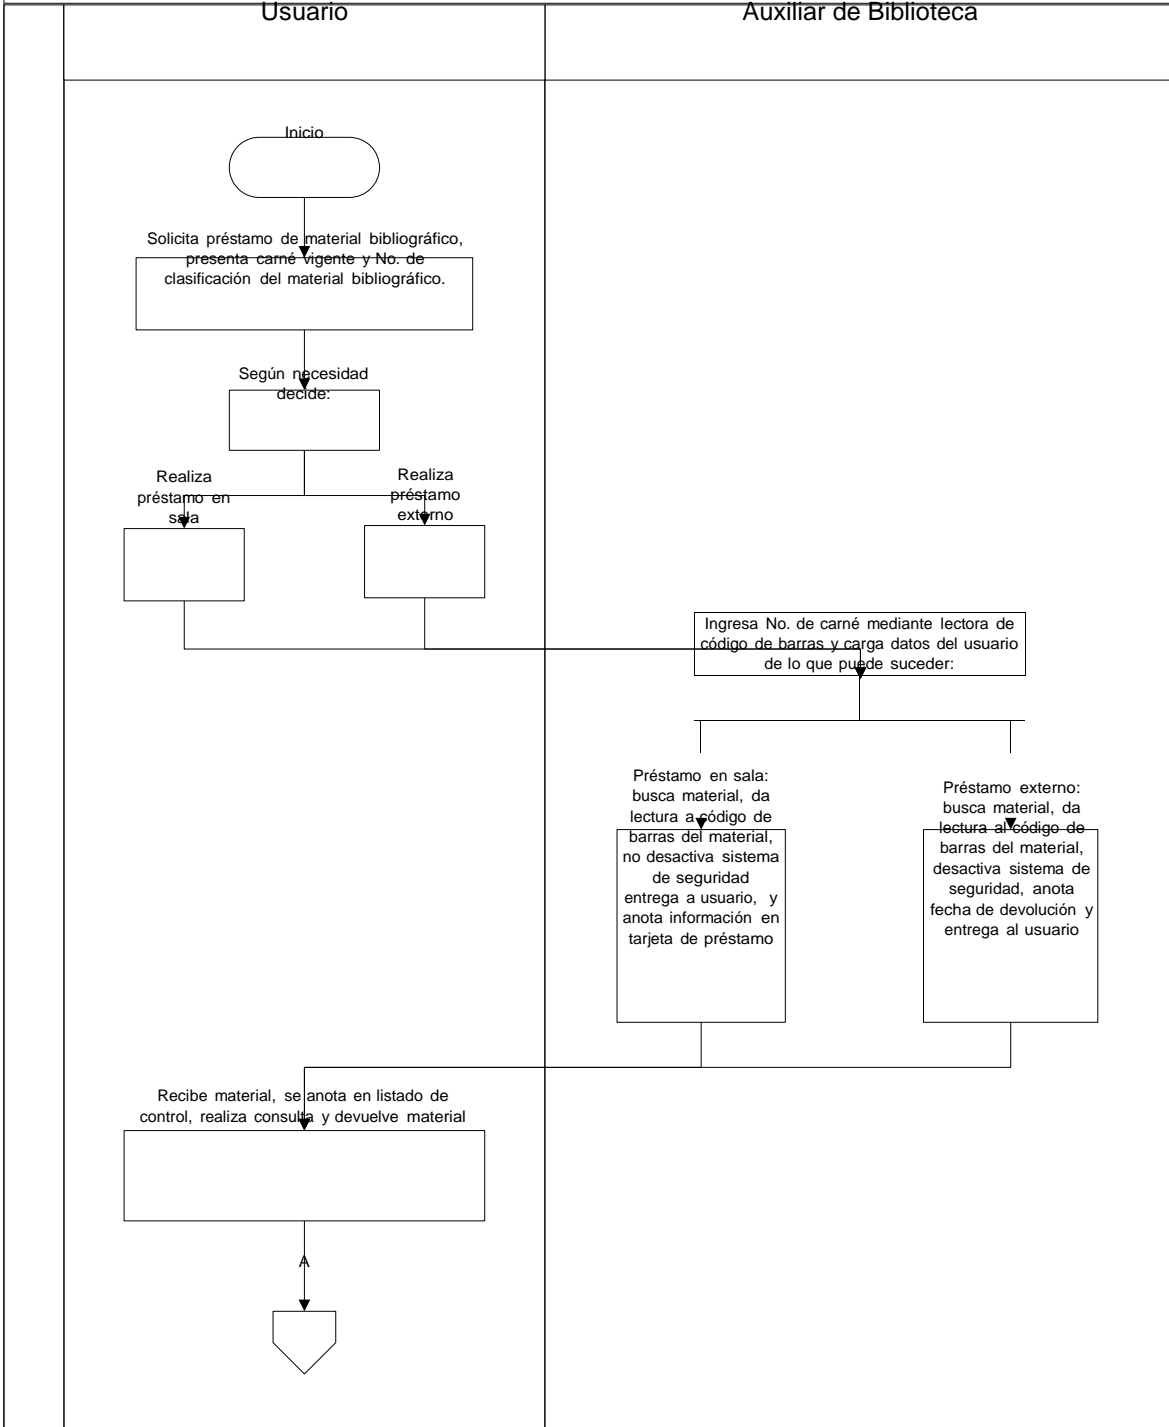 Usuario
Auxiliar de Biblioteca
Inicio
Solicita préstamo de material bibliográfico,
presenta carné vigente y No. de
clasificación del material bibliográfico.
Según necesidad
decide:
Realiza
préstamo en
sala
Realiza
préstamo
externo
Ingresa No. de carné mediante lectora de
código de barras y carga datos del usuario
de lo que puede suceder:
Préstamo en sala:
busca material, da
lectura a código de
barras del material,
no desactiva sistema
de seguridad
entrega a usuario, y
anota información en
tarjeta de préstamo
Préstamo externo:
busca material, da
lectura al código de
barras del material,
desactiva sistema de
seguridad, anota
fecha de devolución y
entrega al usuario
Recibe material, se anota en listado de
control, realiza consulta y devuelve material
A